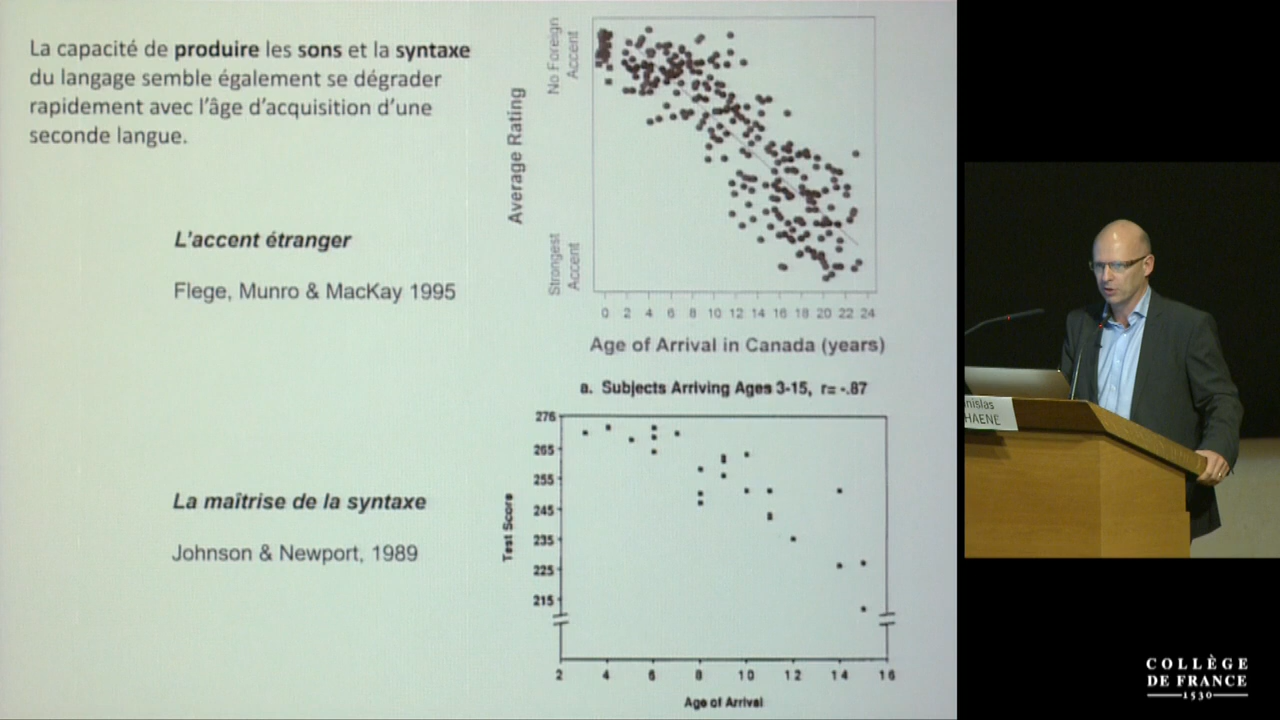 La capacité de produire les sons et la syntaxe
du langage semble également se dégrader
rapidement avec l'âge d'acquisition d'une
seconde langue.
L'accent étranger
Flege, Munro & MacKay 1995
No Foreign
Accent
Average Rating
Strongest
Accent
0 2 4 6 8 10 12 14 16 18 20 22 24
Age of Arrival in Canada (years)
La maîtrise de la syntaxe
Johnson & Newport, 1989
a. Subjects Arriving Ages 3-15, r= -.87
276
265
255
245
235
225
215
Test Score
2 4 6 8 10 12 14 16
Age of Arrival
nislas
HAENE
COLLÈGE
DE FRANCE
1530